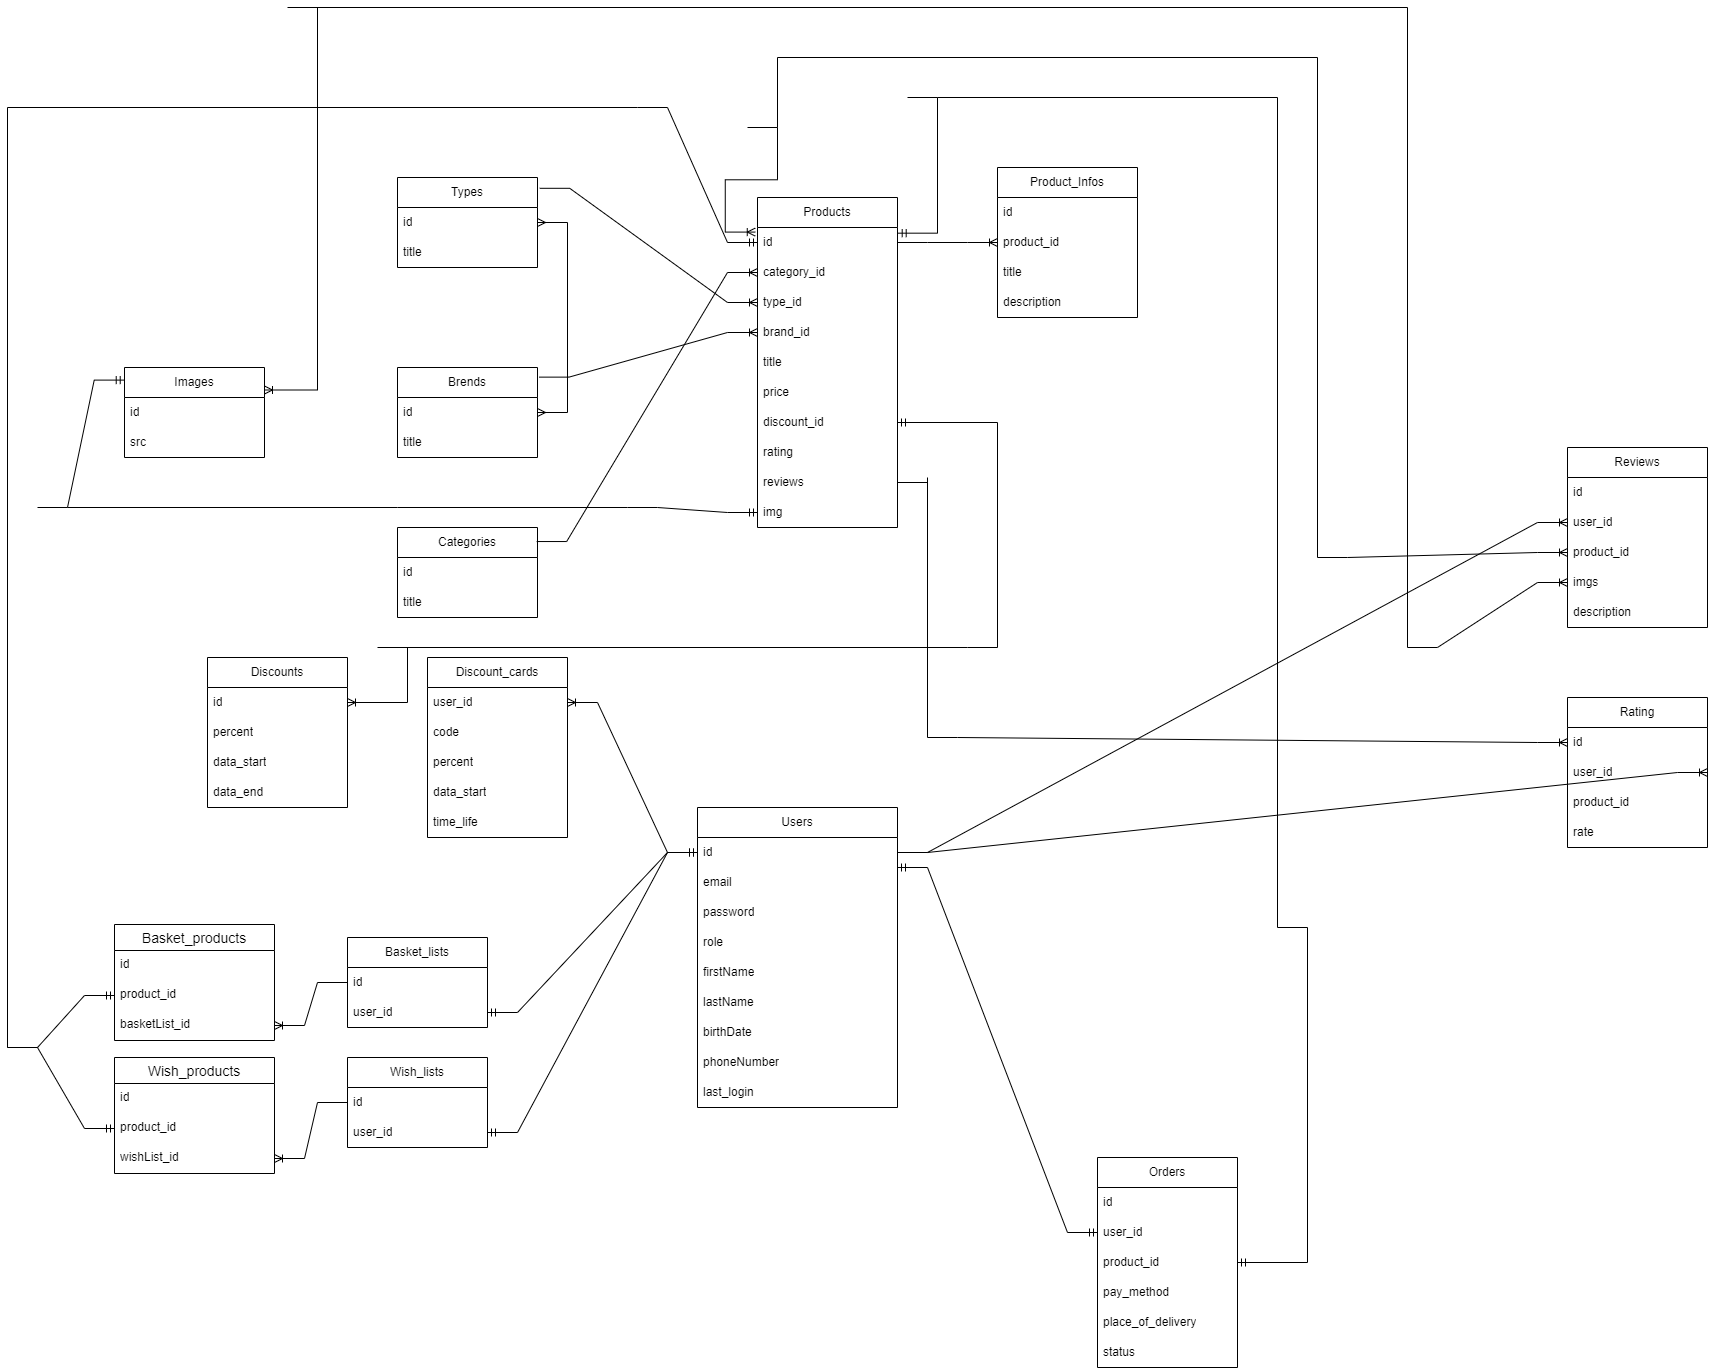 Types
id
title
Products
id
category_id
type_id
brand_id
title
price
discount_id
rating
reviews
img
Product_Infos
id
product_id
title
description
Images
id
src
Brends
id
title
Categories
id
title
Reviews
id
user_id
product_id
imgs
description
Discounts
id
percent
data_start
data_end
Discount_cards
user_id
code
percent
data_start
time_life
Rating
id
user_id
product_id
rate
Users
id
email
password
role
firstName
lastName
birthDate
phoneNumber
last_login
Basket_products
id
product_id
basketList_id
Basket_lists
id
user_id
Wish_products
id
product_id
wishList_id
Wish_lists
id
user_id
Orders
id
user_id
product_id
pay_method
place_of_delivery
status